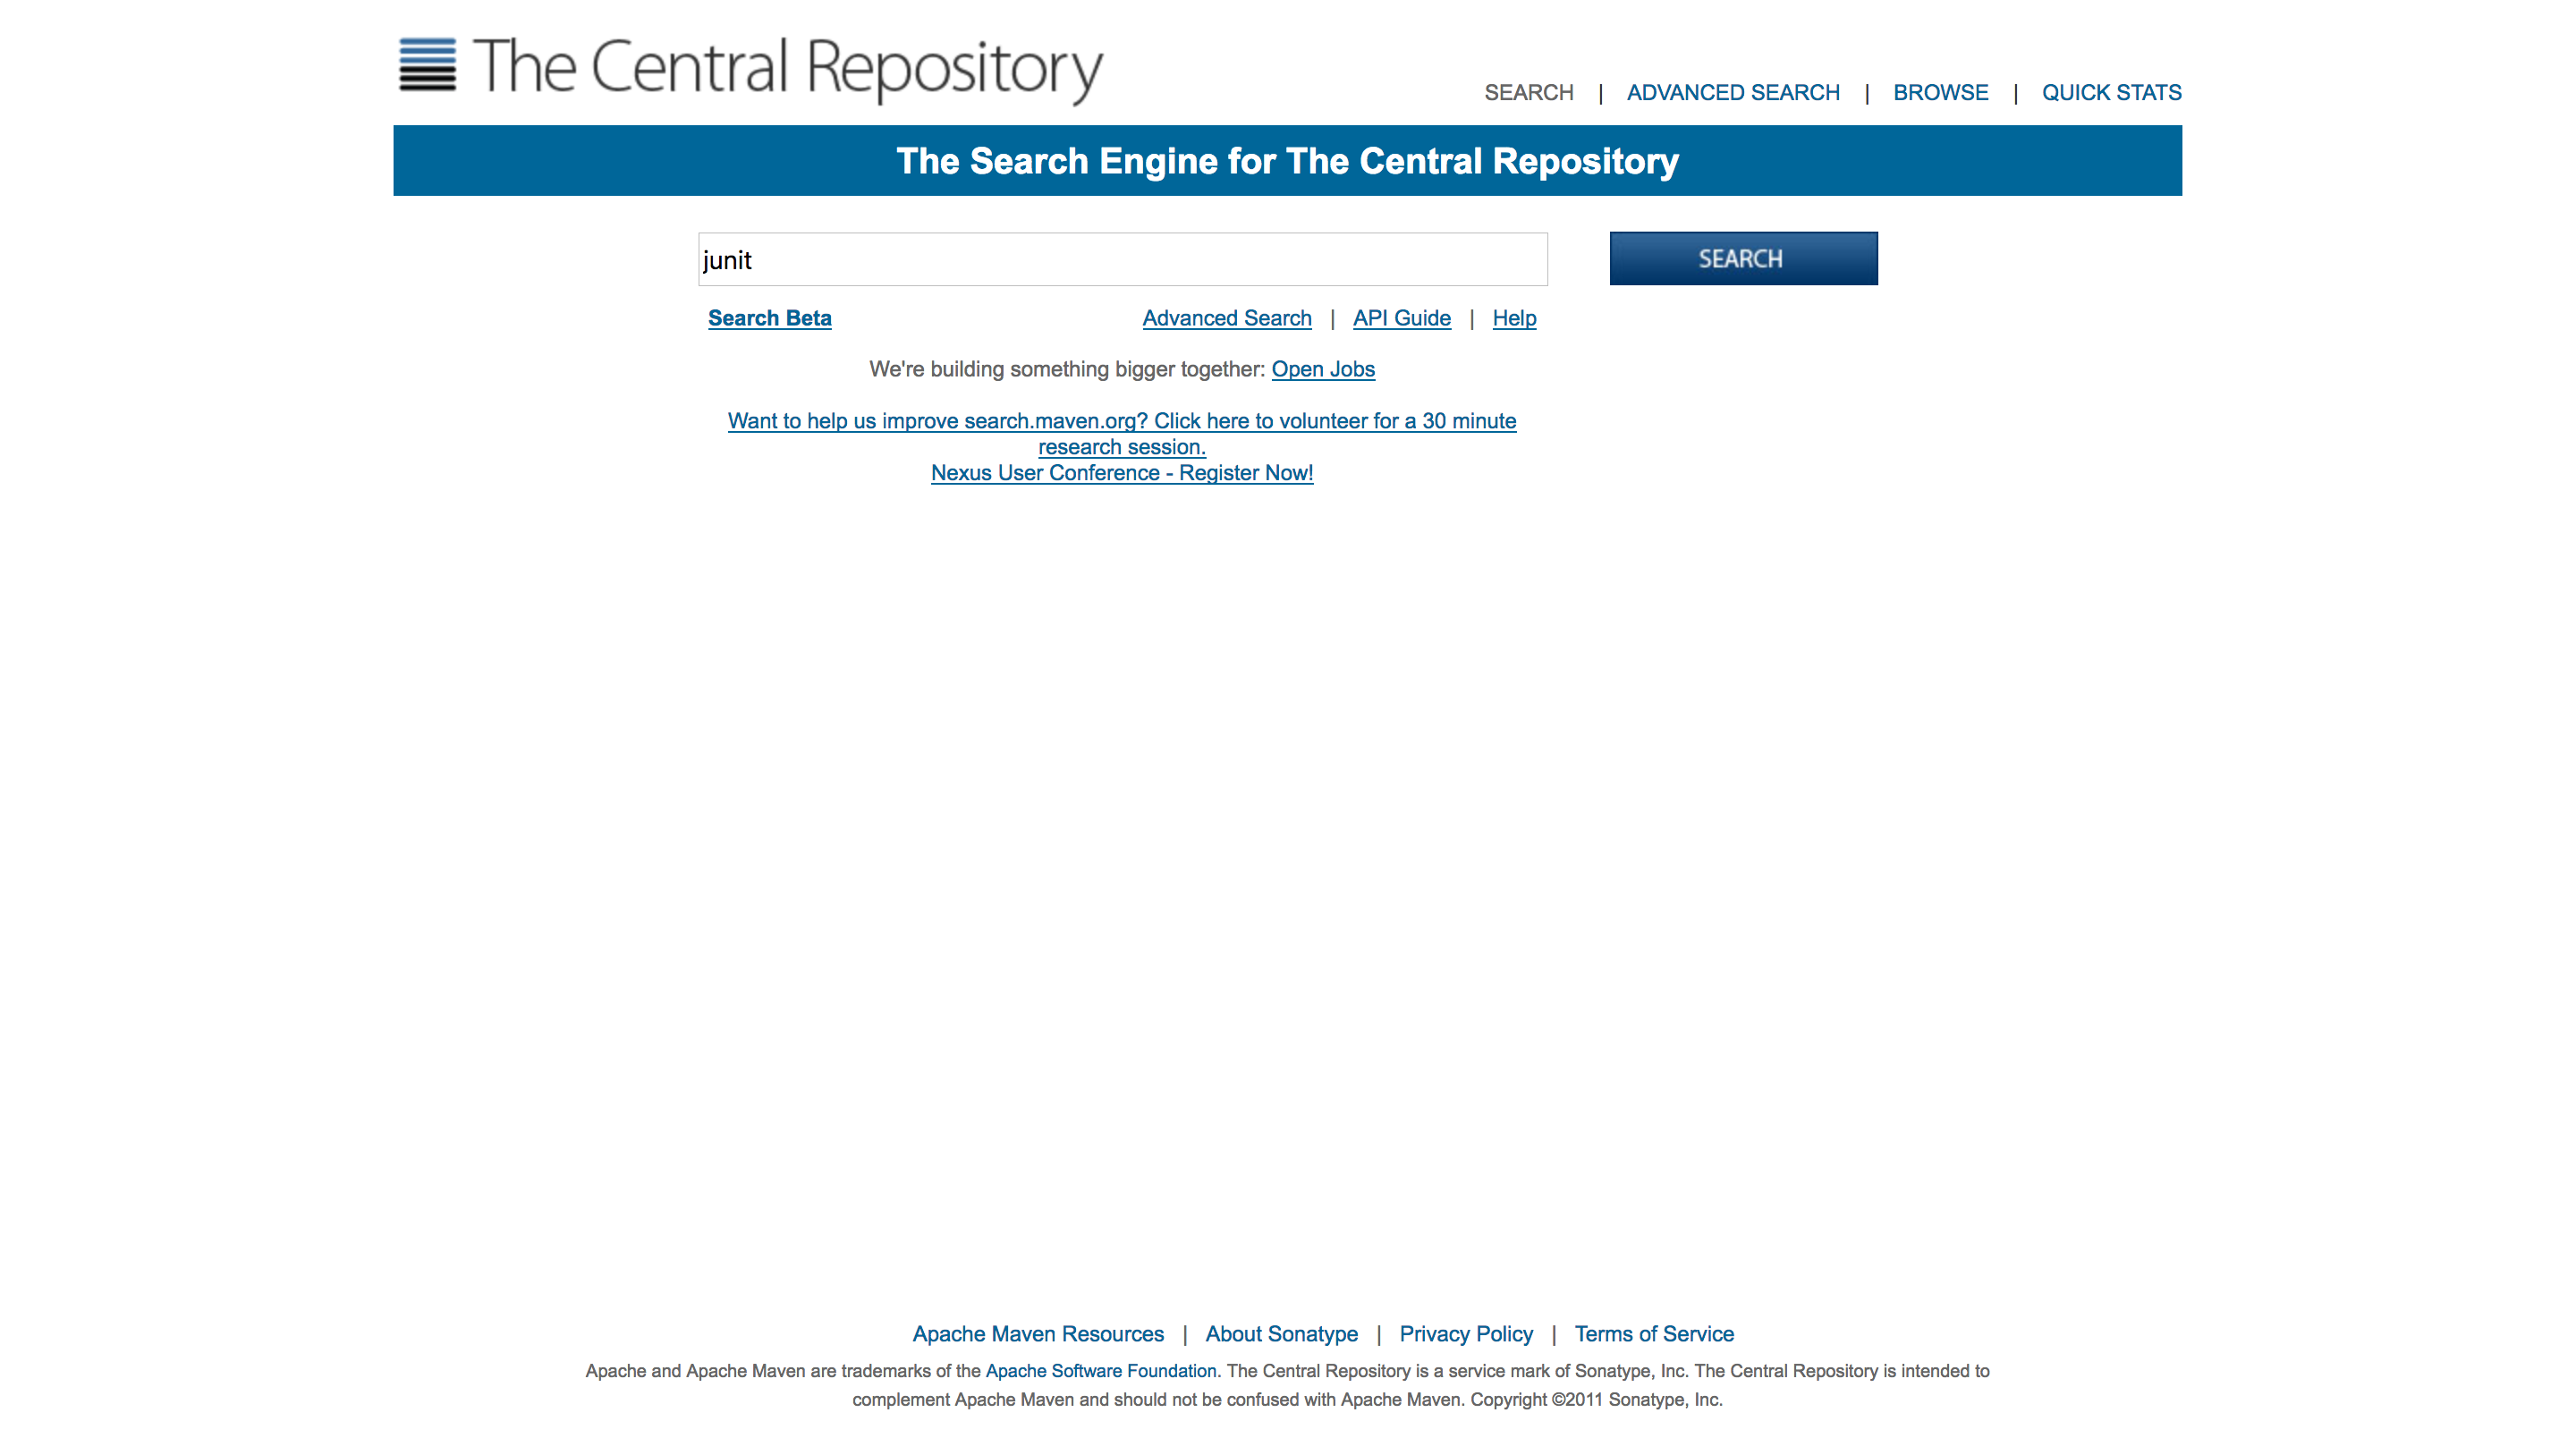 The Central Repository
SEARCH | ADVANCED SEARCH | BROWSE | QUICK STATS
The Search Engine for The Central Repository
junit
SEARCH
Search Beta
Advanced Search | API Guide | Help
We're building something bigger together: Open Jobs
Want to help us improve search.maven.org? Click here to volunteer for a 30 minute
research session.
Nexus User Conference - Register Now!
Apache Maven Resources | About Sonatype | Privacy Policy | Terms of Service
Apache and Apache Maven are trademarks of the Apache Software Foundation. The Central Repository is a service mark of Sonatype, Inc. The Central Repository is intended to
complement Apache Maven and should not be confused with Apache Maven. Copyright ©2011 Sonatype, Inc.